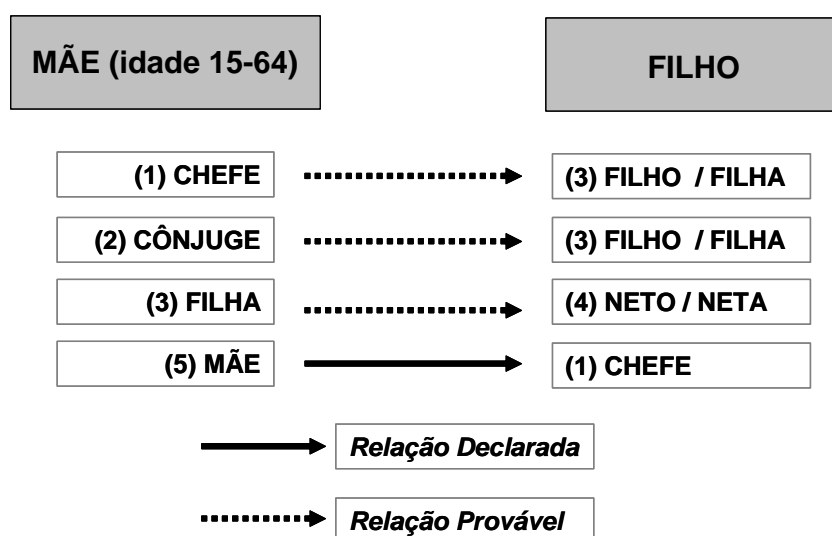 MÃE (idade 15-64)
FILHO
(1) CHEFE
(3) FILHO / FILHA
(2) CÔNJUGE
(3) FILHO / FILHA
(3) FILHA
(4) NETO / NETA
(5) MÃE
(1) CHEFE
Relação Declarada
Relação Provável